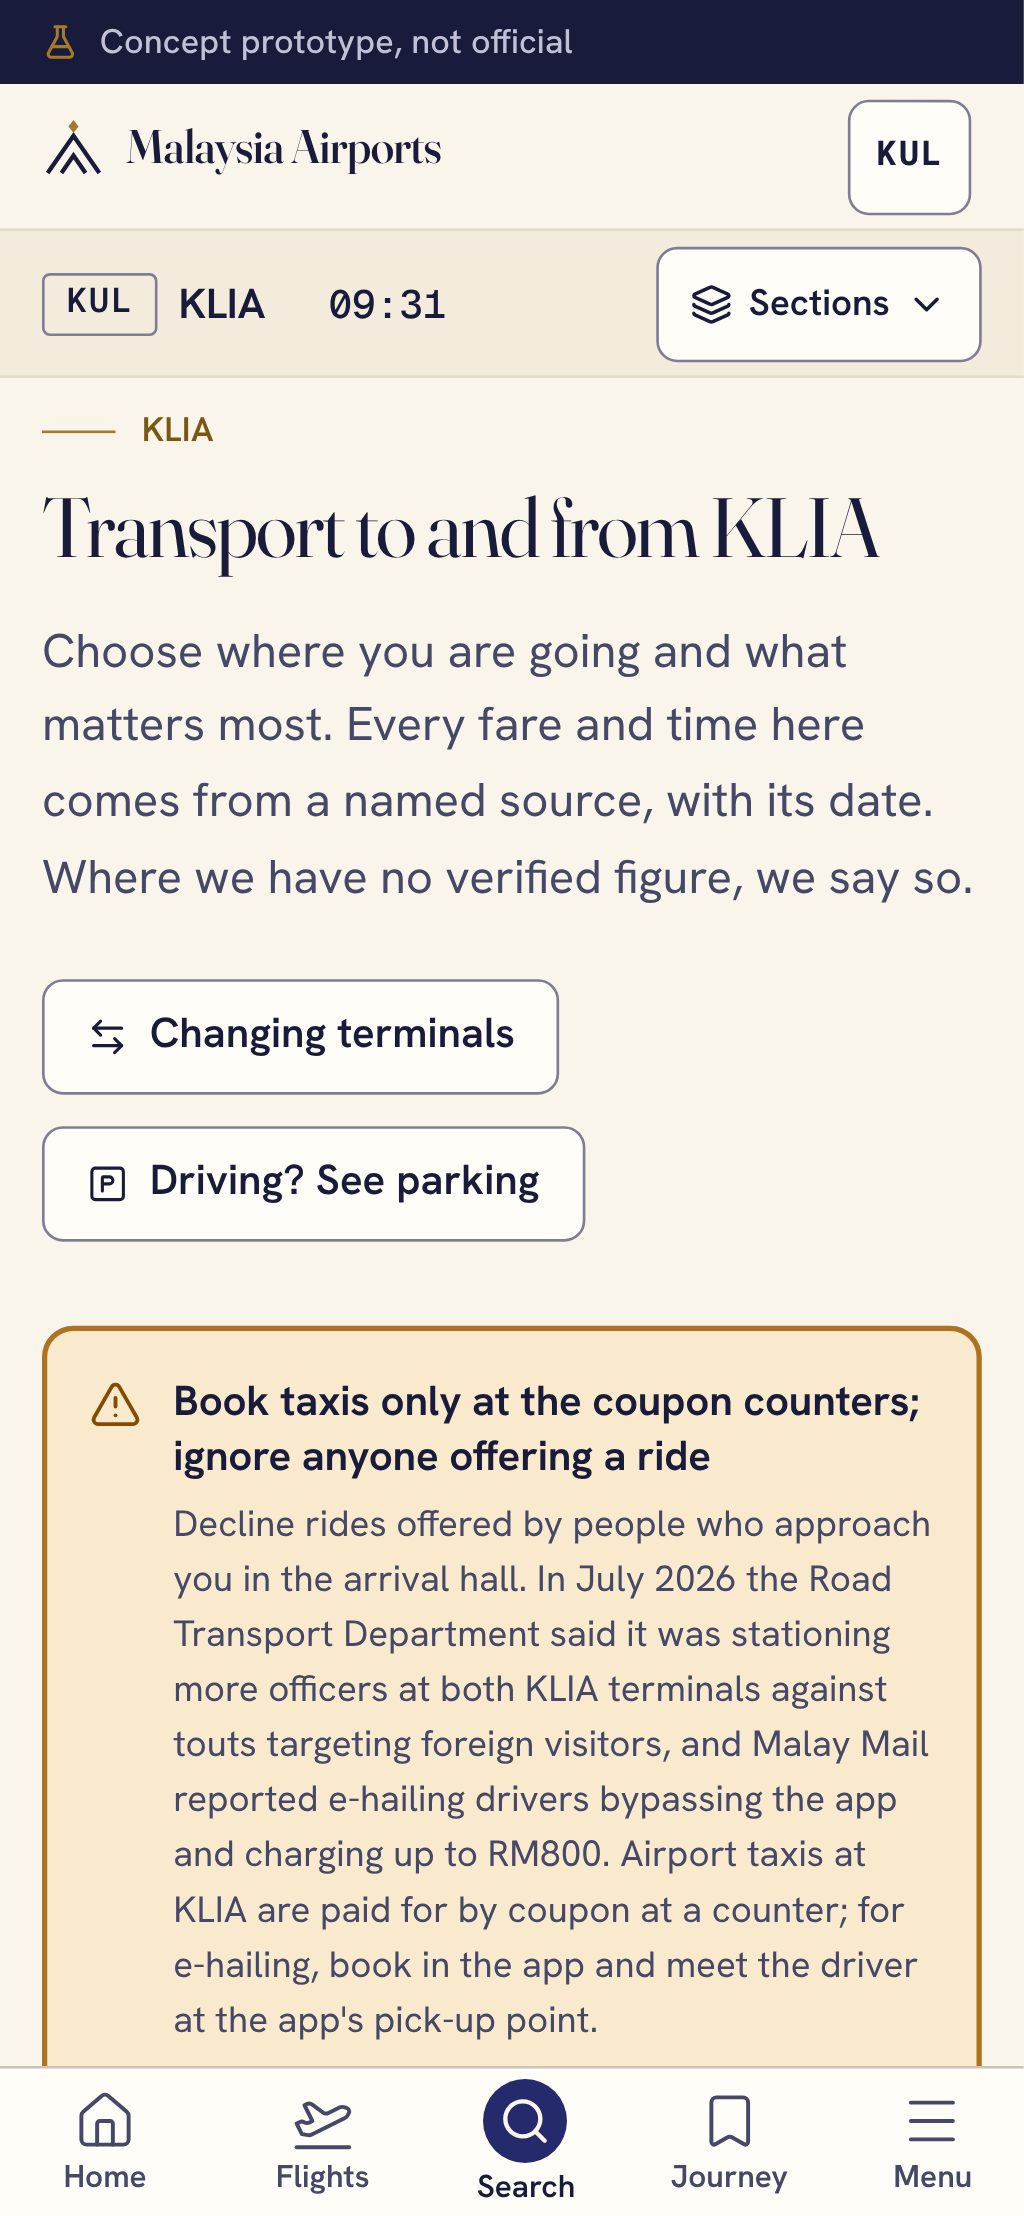 Concept prototype, not official
Malaysia Airports
KUL
KUL KLIA 09:31
Sections
KLIA
Transport to and from KLIA
Choose where you are going and what
matters most. Every fare and time here
comes from a named source, with its date.
Where we have no verified figure, we say so.
Changing terminals
Driving? See parking
Book taxis only at the coupon counters;
ignore anyone offering a ride
Decline rides offered by people who approach
you in the arrival hall. In July 2026 the Road
Transport Department said it was stationing
more officers at both KLIA terminals against
touts targeting foreign visitors, and Malay Mail
reported e-hailing drivers bypassing the app
and charging up to RM800. Airport taxis at
KLIA are paid for by coupon at a counter; for
e-hailing, book in the app and meet the driver
at the app's pick-up point.
Home
Flights
Search
Journey
Menu